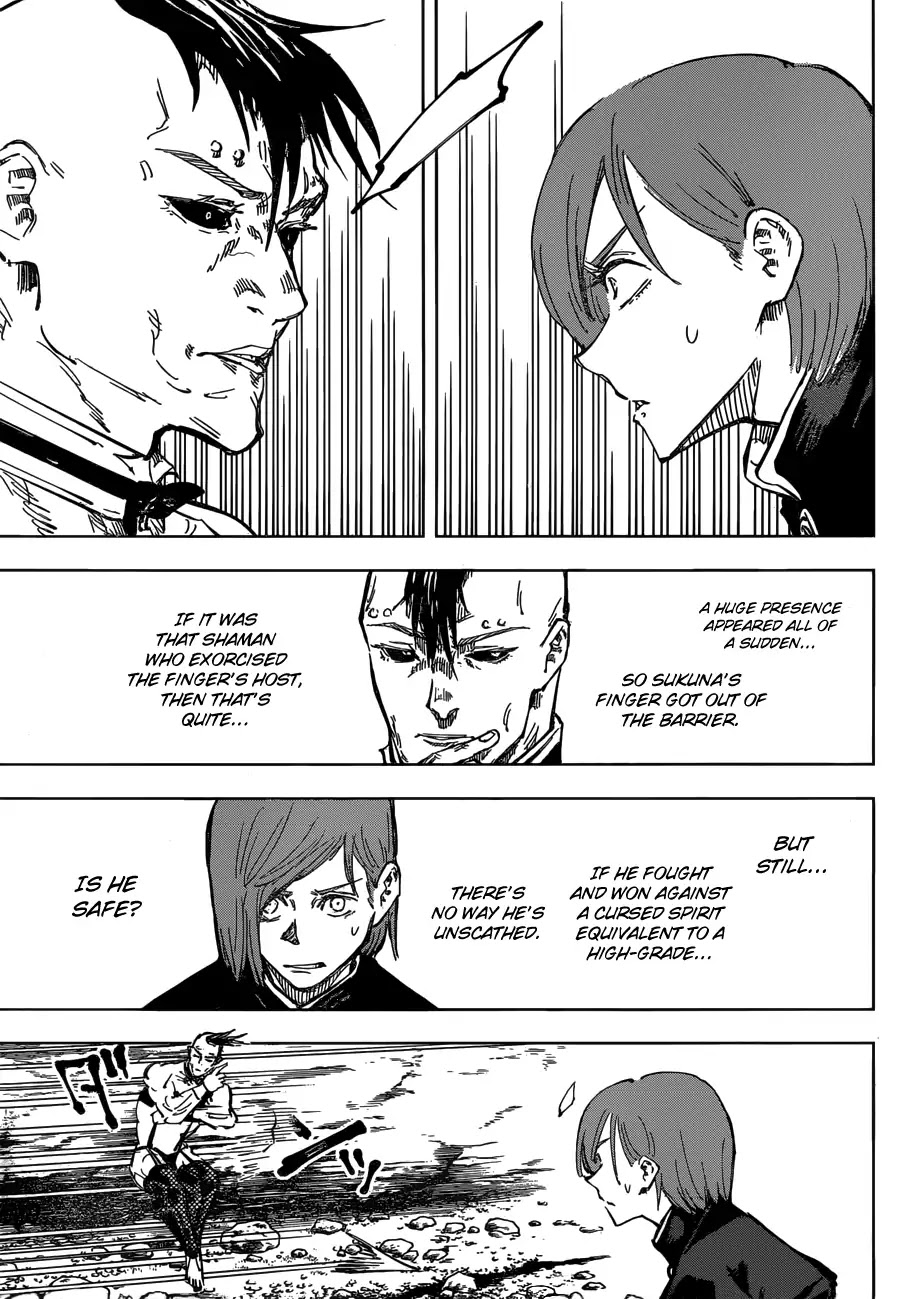 A HUGE PRESENCE
APPEARED ALL OF
A SUDDEN...
SO SUKUNA'S
FINGER GOT OUT OF
THE BARRIER.
IF IT WAS
THAT SHAMAN
WHO EXORCISED
THE FINGER'S HOST,
THEN THAT'S
QUITE...
BUT
STILL...
IF HE FOUGHT
AND WON AGAINST
A CURSED SPIRIT
EQUIVALENT TO A
HIGH-GRADE...
THERE'S
NO WAY HE'S
UNSCATHED.
IS HE
SAFE?
ダッ